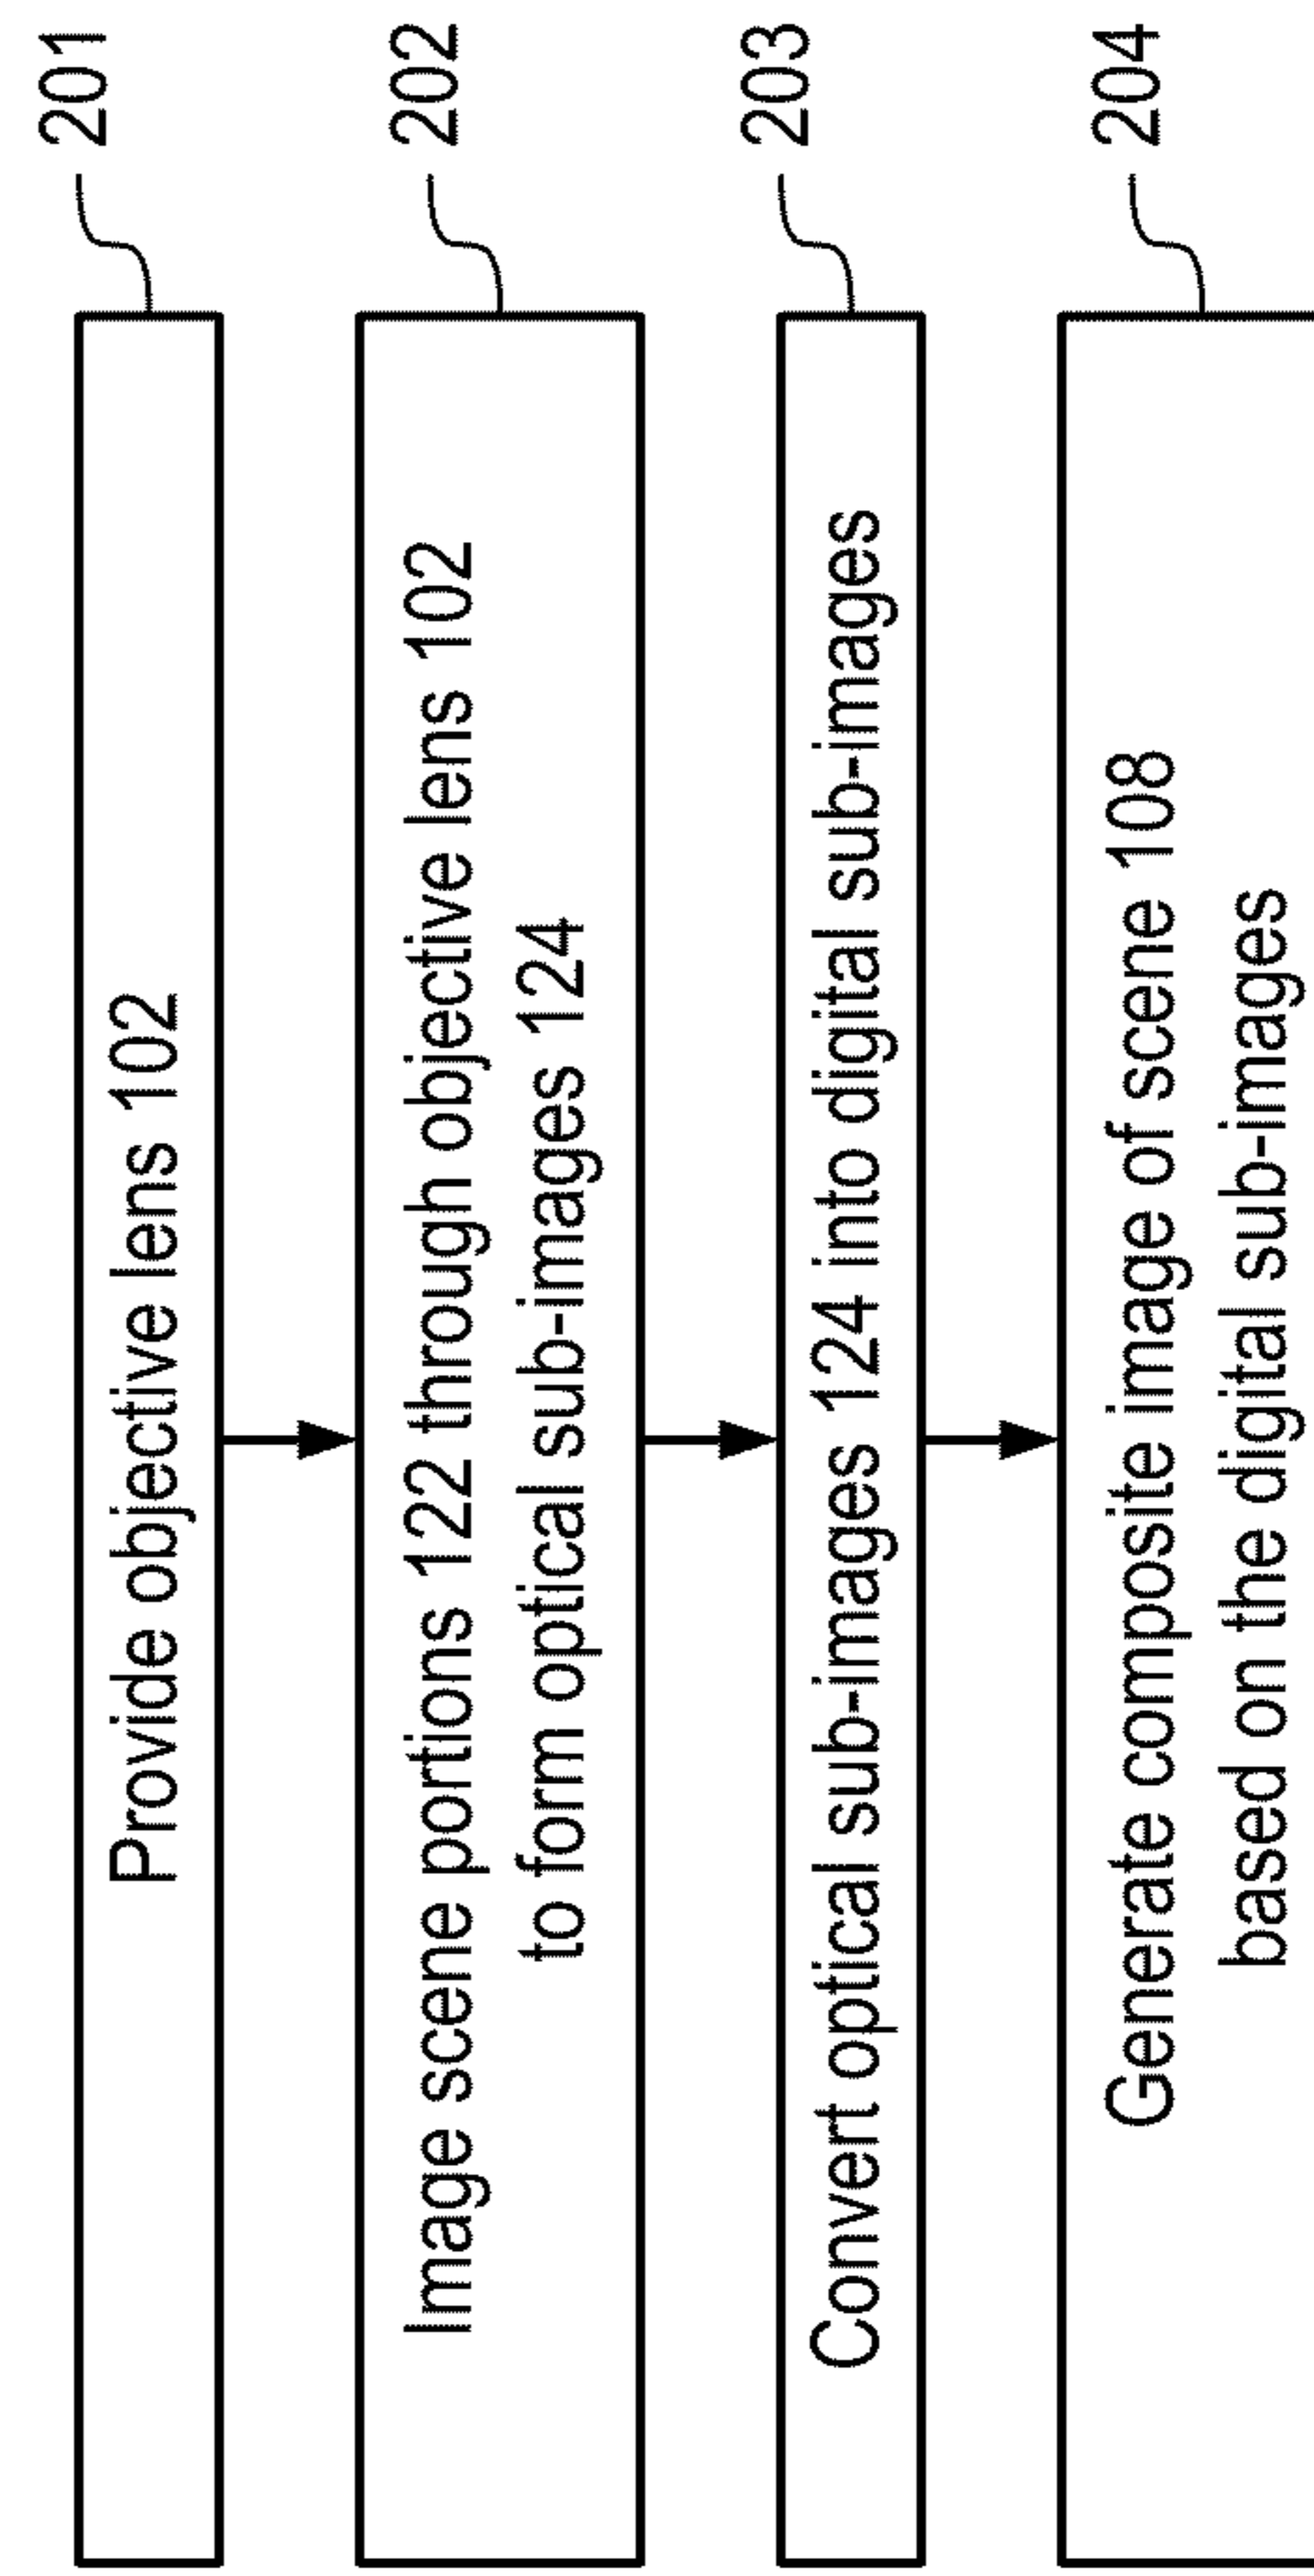 201
Provide objective lens 102
202
Image scene portions 122 through objective lens 102
to form optical sub-images 124
203
Convert optical sub-images 124 into digital sub-images
204
Generate composite image of scene 108
based on the digital sub-images